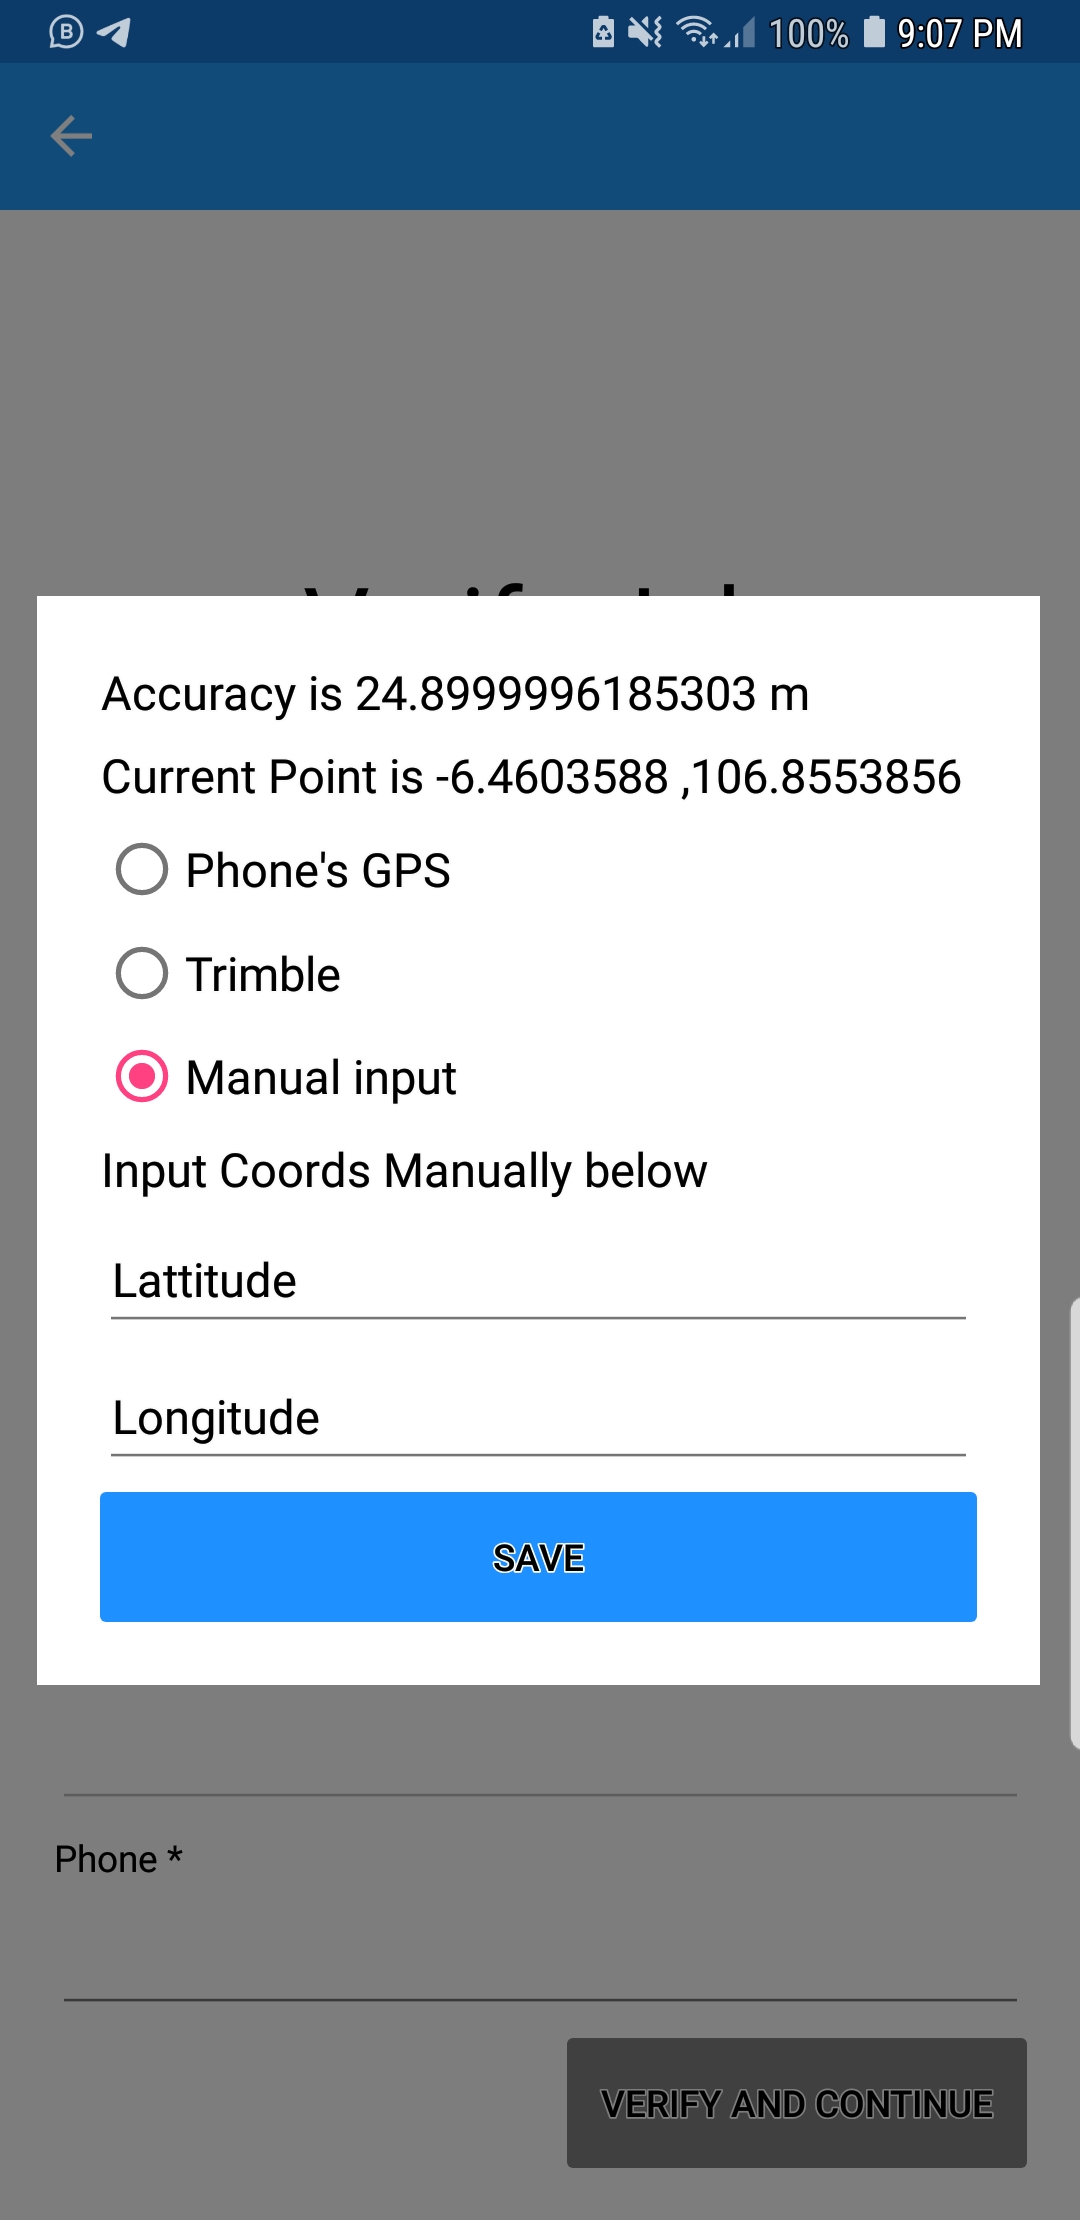 100% 9:07 PM
Accuracy is 24.8999996185303 m
Current Point is -6.4603588 ,106.8553856
Phone's GPS
Trimble
Manual input
Input Coords Manually below
Lattitude
Longitude
SAVE
Phone *
VERIFY AND CONTINUE